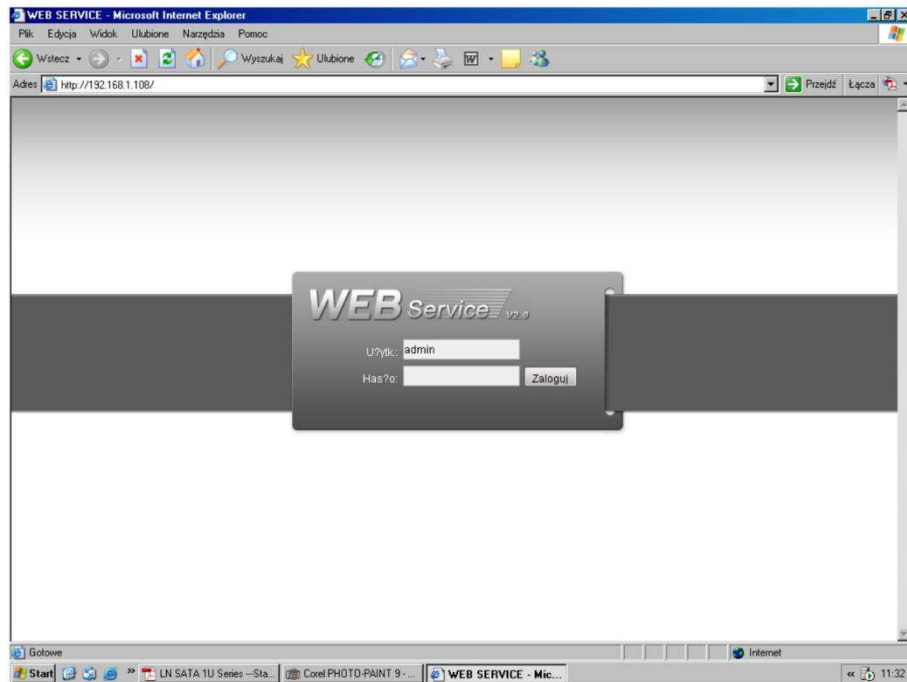 WEB SERVICE - Microsoft Internet Explorer
Plik Edycja Widok Ulubione Narzędzia Pomoc
Wstecz Wyszukaj Ulubione
Adres http://192.168.1.108/ Przejdź Łącza
WEB Service V2.0
U?ytk.: admin
Has?o: Zaloguj
Gotowe Internet
Start LN SATA 1U Series --Sta... Corel PHOTO-PAINT 9 - ... WEB SERVICE - Mic... 11:32